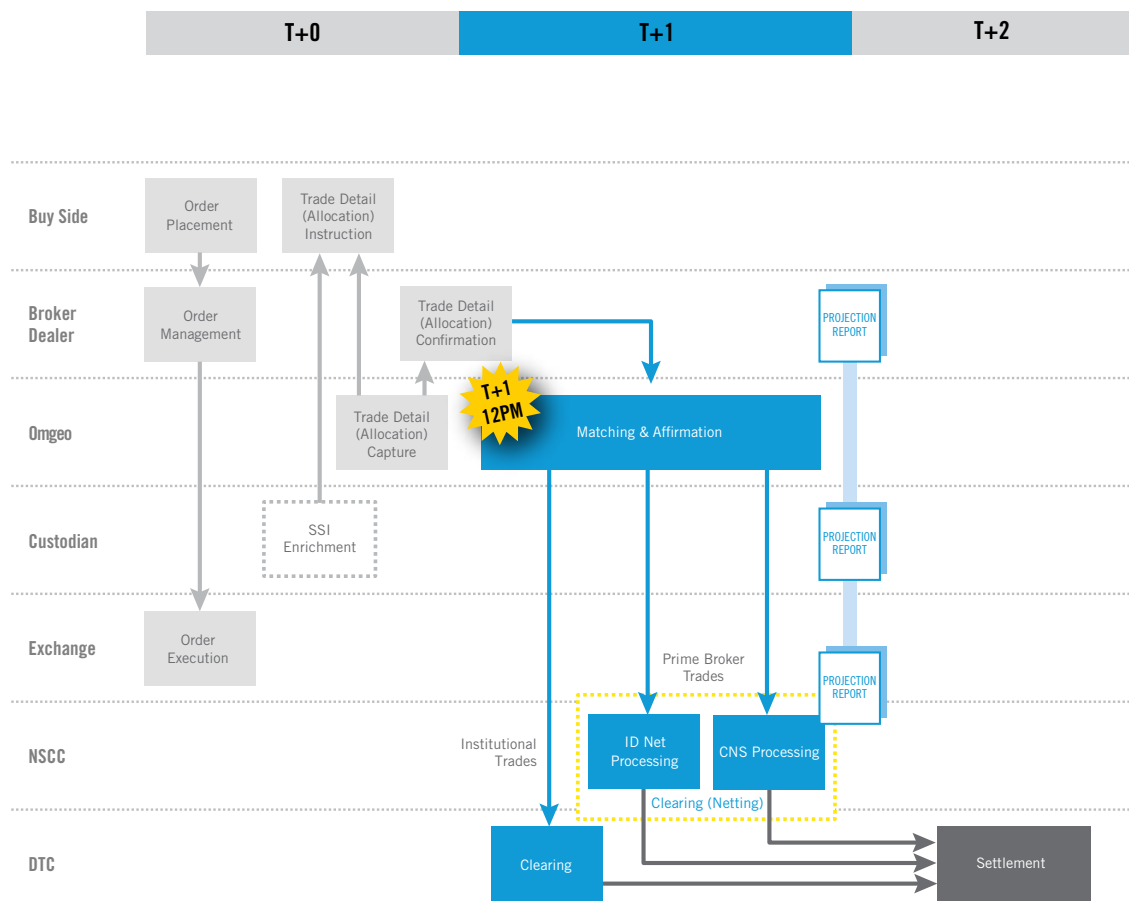 T+0
T+1
T+2
Buy Side
Order
Placement
Trade Detail
(Allocation)
Instruction
Broker
Dealer
Order
Management
Trade Detail
(Allocation)
Confirmation
PROJECTION
REPORT
T+1
12PM
Omgeo
Trade Detail
(Allocation)
Capture
Matching & Affirmation
Custodian
SSI
Enrichment
PROJECTION
REPORT
Exchange
Order
Execution
Prime Broker
Trades
PROJECTION
REPORT
NSCC
Institutional
Trades
ID Net
Processing
CNS Processing
Clearing (Netting)
DTC
Clearing
Settlement